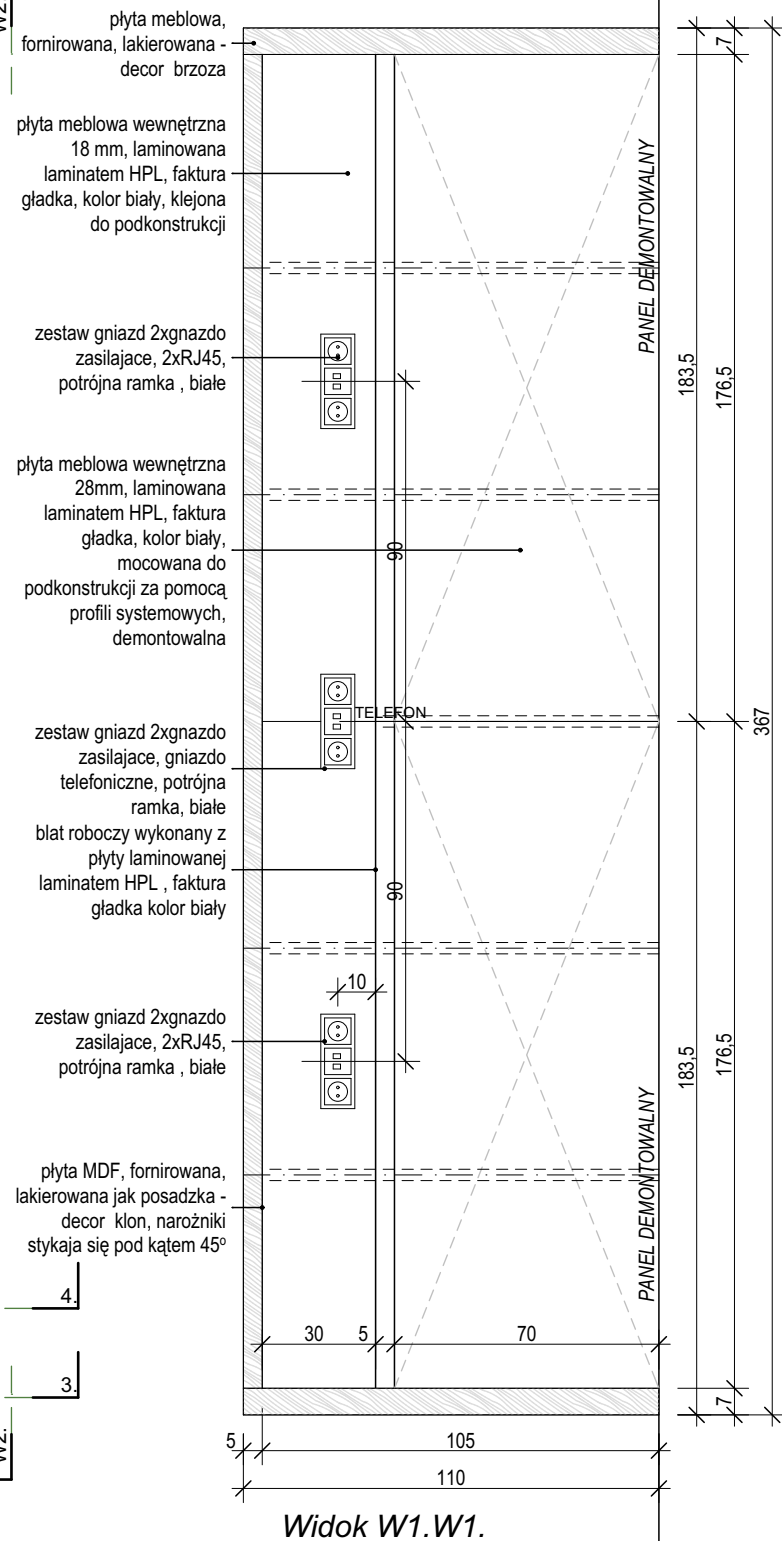 W2.
płyta meblowa,
fornirowana, lakierowana -
decor brzoza
płyta meblowa wewnętrzna
18 mm, laminowana
laminatem HPL, faktura
gładka, kolor biały, klejona
do podkonstrukcji
zestaw gniazd 2xgnazdo
zasilajace, 2xRJ45,
potrójna ramka , białe
płyta meblowa wewnętrzna
28mm, laminowana
laminatem HPL, faktura
gładka, kolor biały,
mocowana do
podkonstrukcji za pomocą
profili systemowych,
demontowalna
zestaw gniazd 2xgnazdo
zasilajace, gniazdo
telefoniczne, potrójna
ramka, białe
blat roboczy wykonany z
płyty laminowanej
laminatem HPL , faktura
gładka kolor biały
zestaw gniazd 2xgnazdo
zasilajace, 2xRJ45,
potrójna ramka , białe
płyta MDF, fornirowana,
lakierowana jak posadzka -
decor klon, narożniki
stykaja się pod kątem 45º
4.
3.
W2.
PANEL DEMONTOWALNY
90
TELEFON
90
10
PANEL DEMONTOWALNY
30 5 70
5 105
110
7
183,5 176,5
367
183,5 176,5
7
Widok W1.W1.